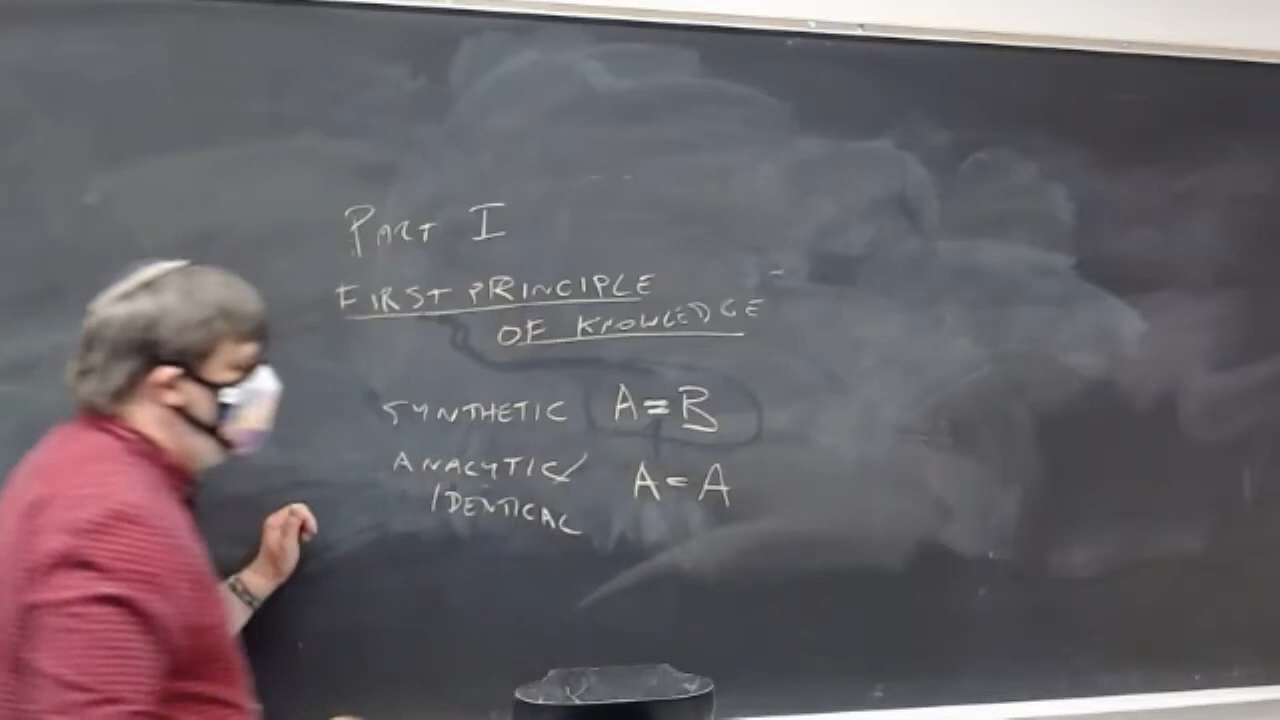 PART I
FIRST PRINCIPLE
OF KNOWLEDGE
SYNTHETIC A = B
ANALYTIC/ A = A
IDENTICAL